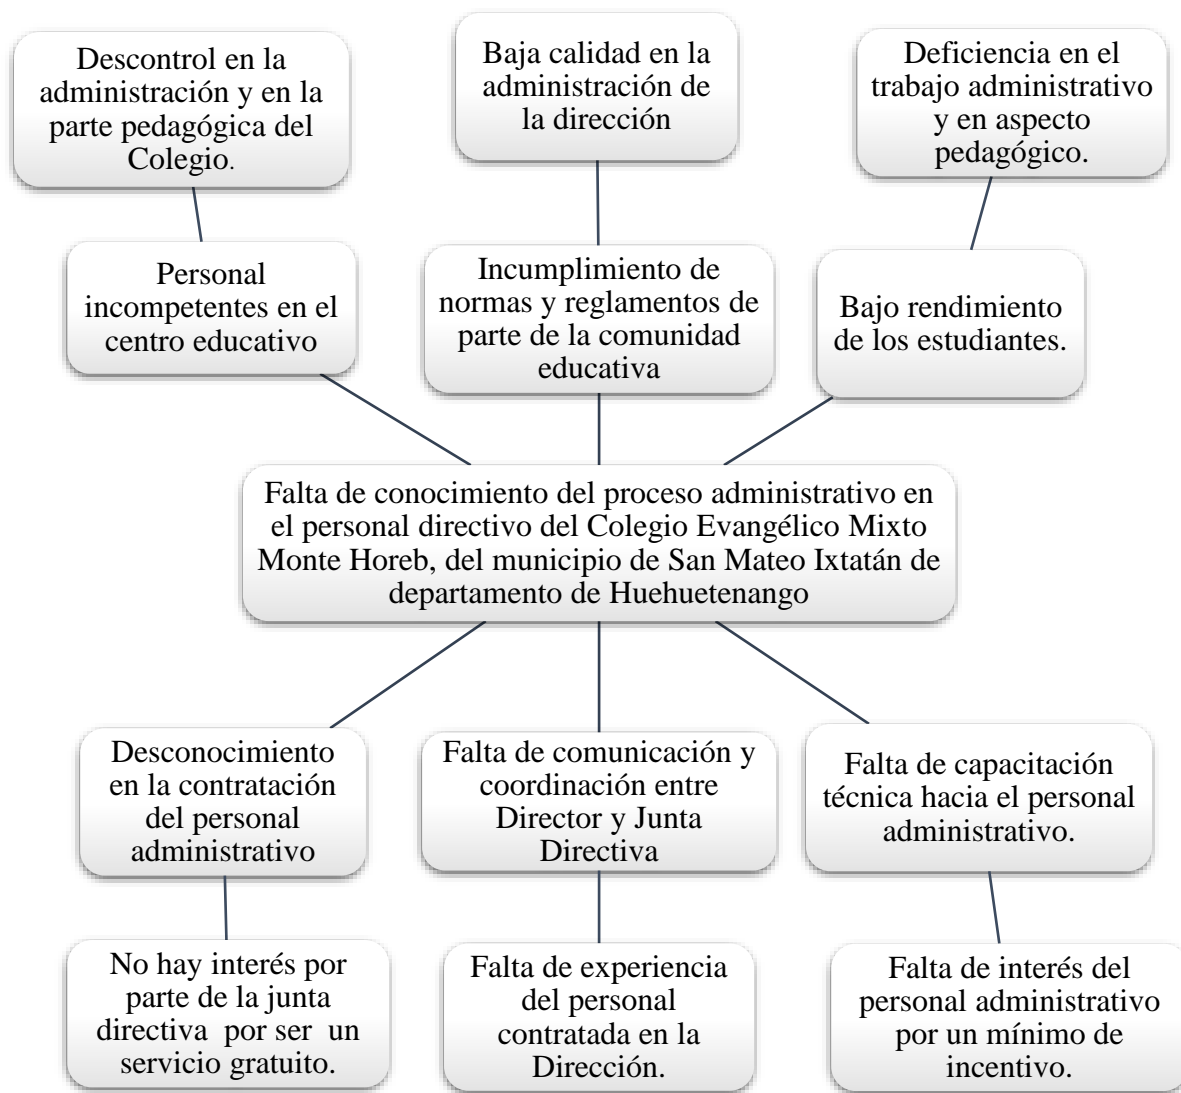 Descontrol en la
administración y en la
parte pedagógica del
Colegio.
Baja calidad en la
administración de
la dirección
Deficiencia en el
trabajo administrativo
y en aspecto
pedagógico.
Personal
incompetentes en el
centro educativo
Incumplimiento de
normas y reglamentos de
parte de la comunidad
educativa
Bajo rendimiento
de los estudiantes.
Falta de conocimiento del proceso administrativo en
el personal directivo del Colegio Evangélico Mixto
Monte Horeb, del municipio de San Mateo Ixtatán de
departamento de Huehuetenango
Desconocimiento
en la contratación
del personal
administrativo
Falta de comunicación y
coordinación entre
Director y Junta
Directiva
Falta de capacitación
técnica hacia el personal
administrativo.
No hay interés por
parte de la junta
directiva por ser un
servicio gratuito.
Falta de experiencia
del personal
contratada en la
Dirección.
Falta de interés del
personal administrativo
por un mínimo de
incentivo.